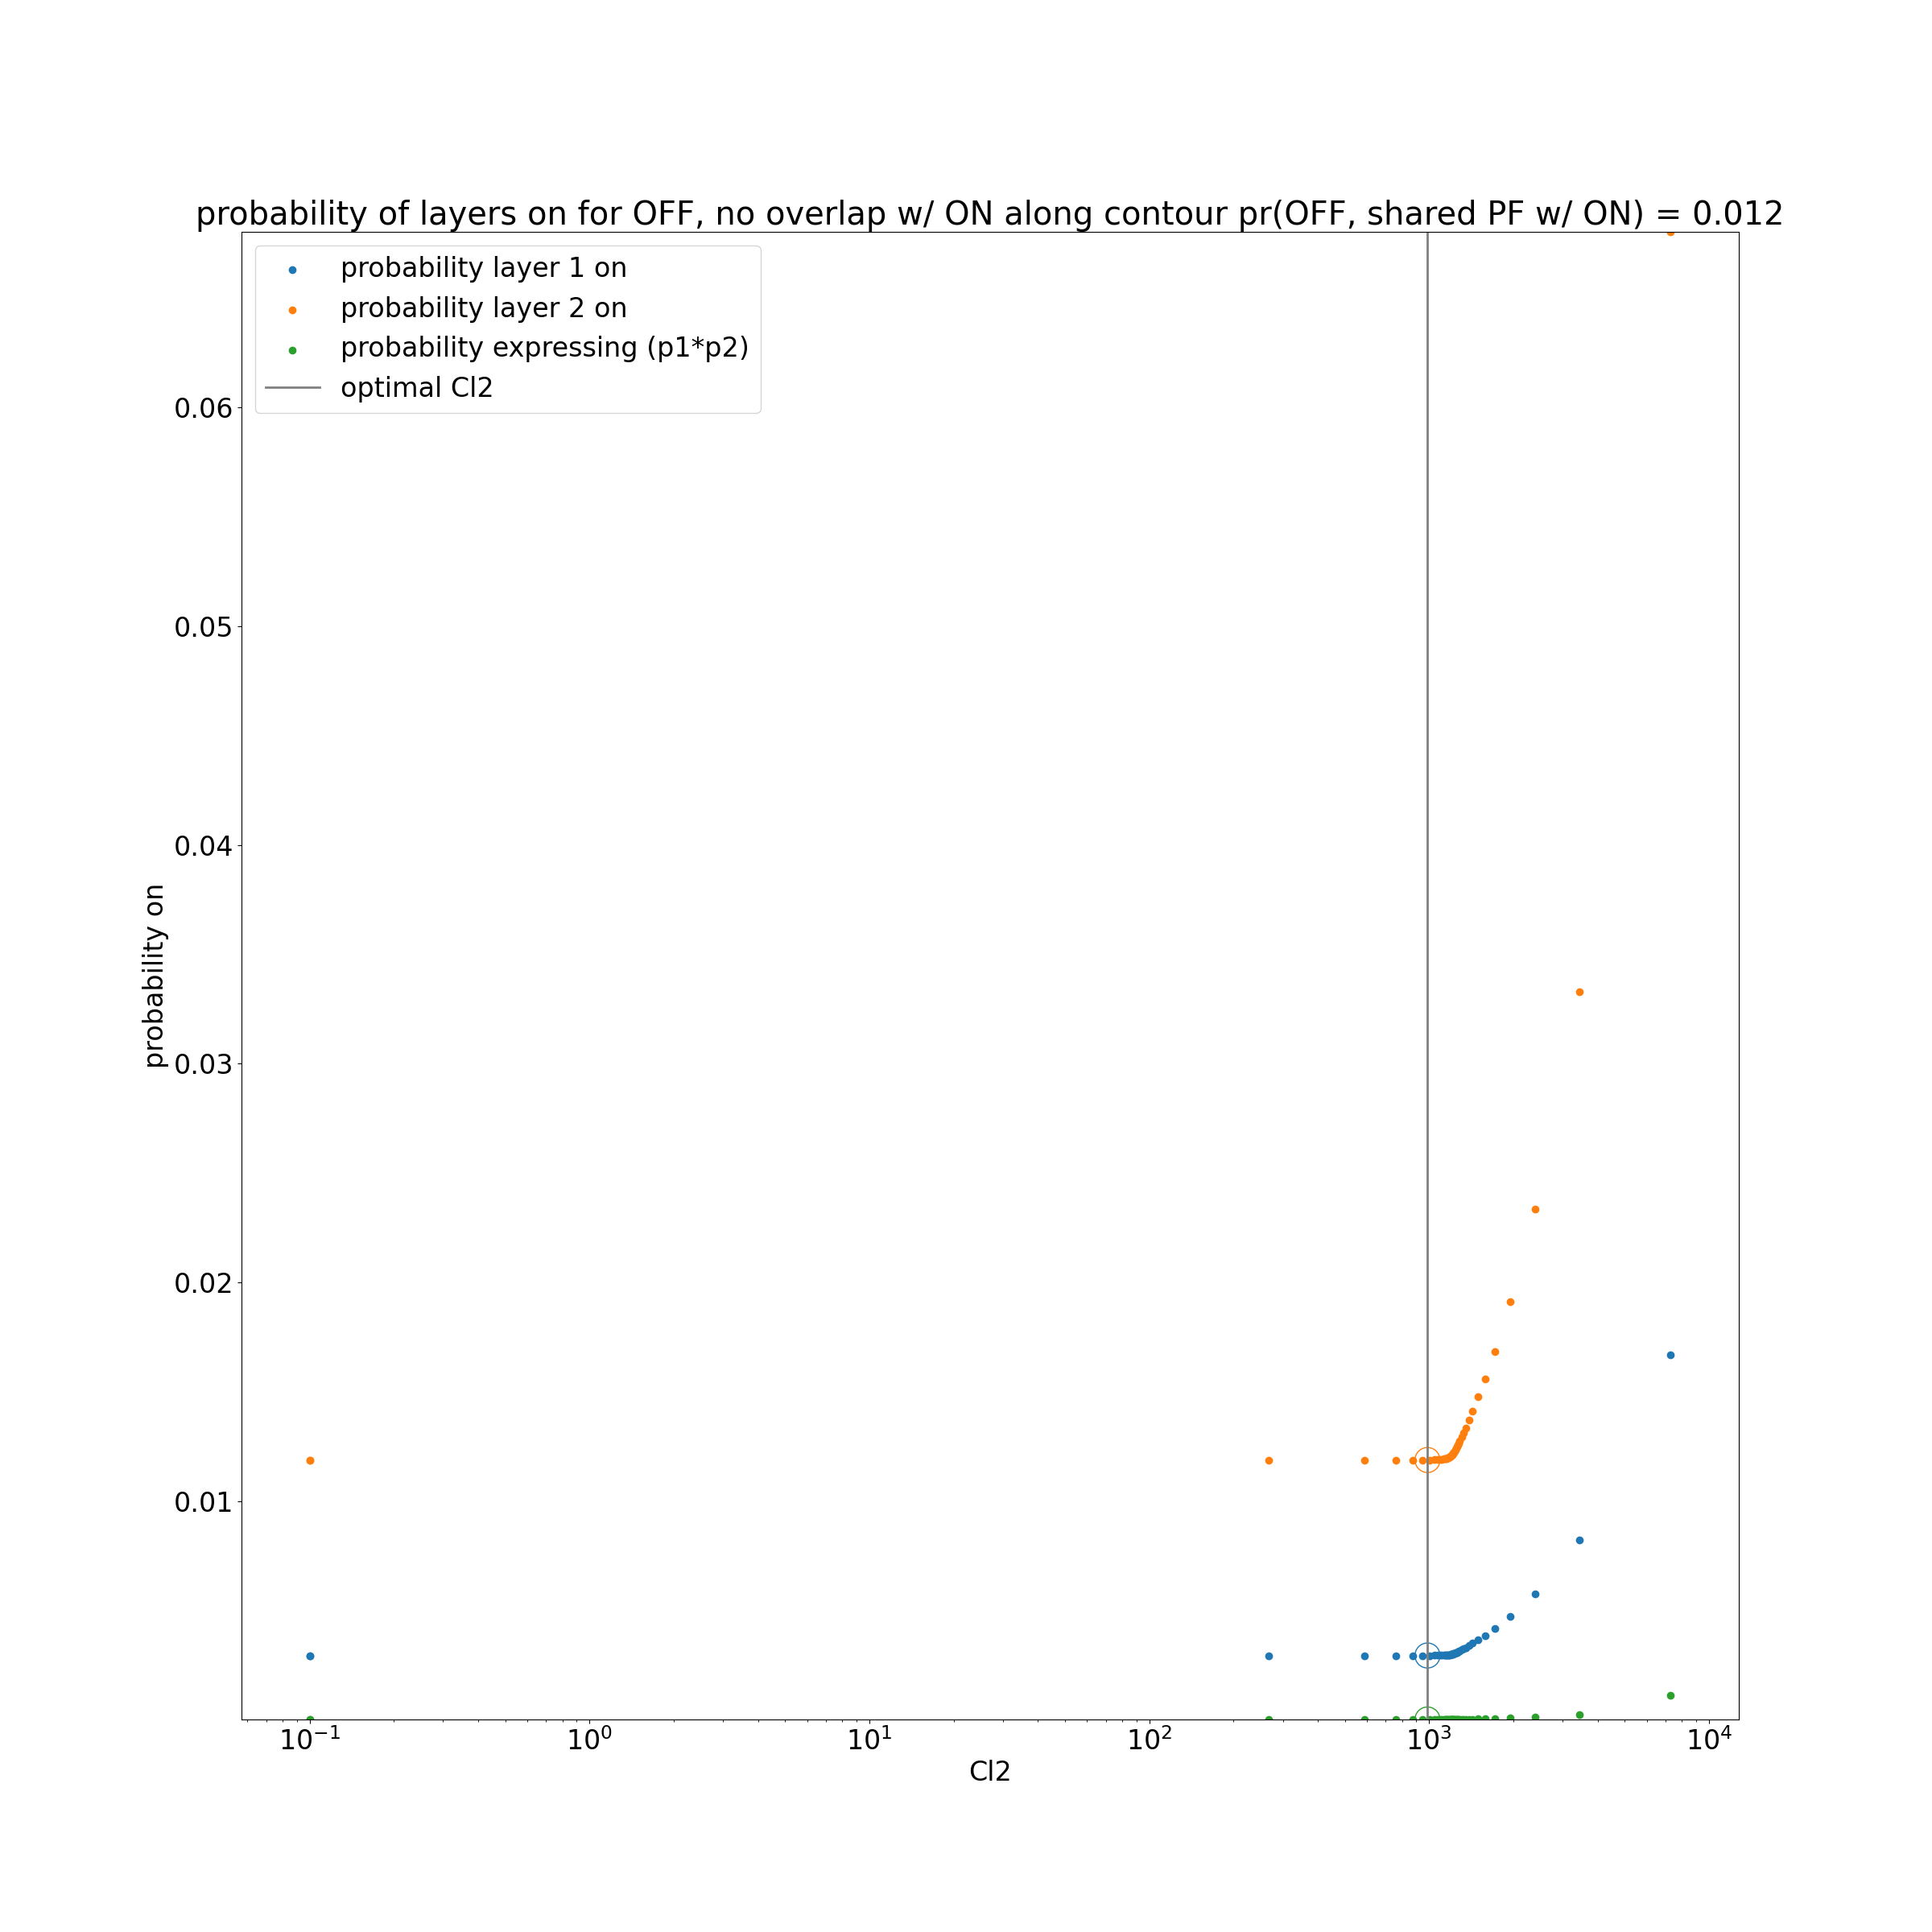 probability of layers on for OFF, no overlap w/ ON along contour pr(OFF, shared PF w/ ON) = 0.012
probability layer 1 on
probability layer 2 on
probability expressing (p1*p2)
optimal Cl2
0.06
0.05
0.04
0.03
0.02
0.01
probability on
10⁻¹ 10⁰ 10¹ 10² 10³ 10⁴
Cl2